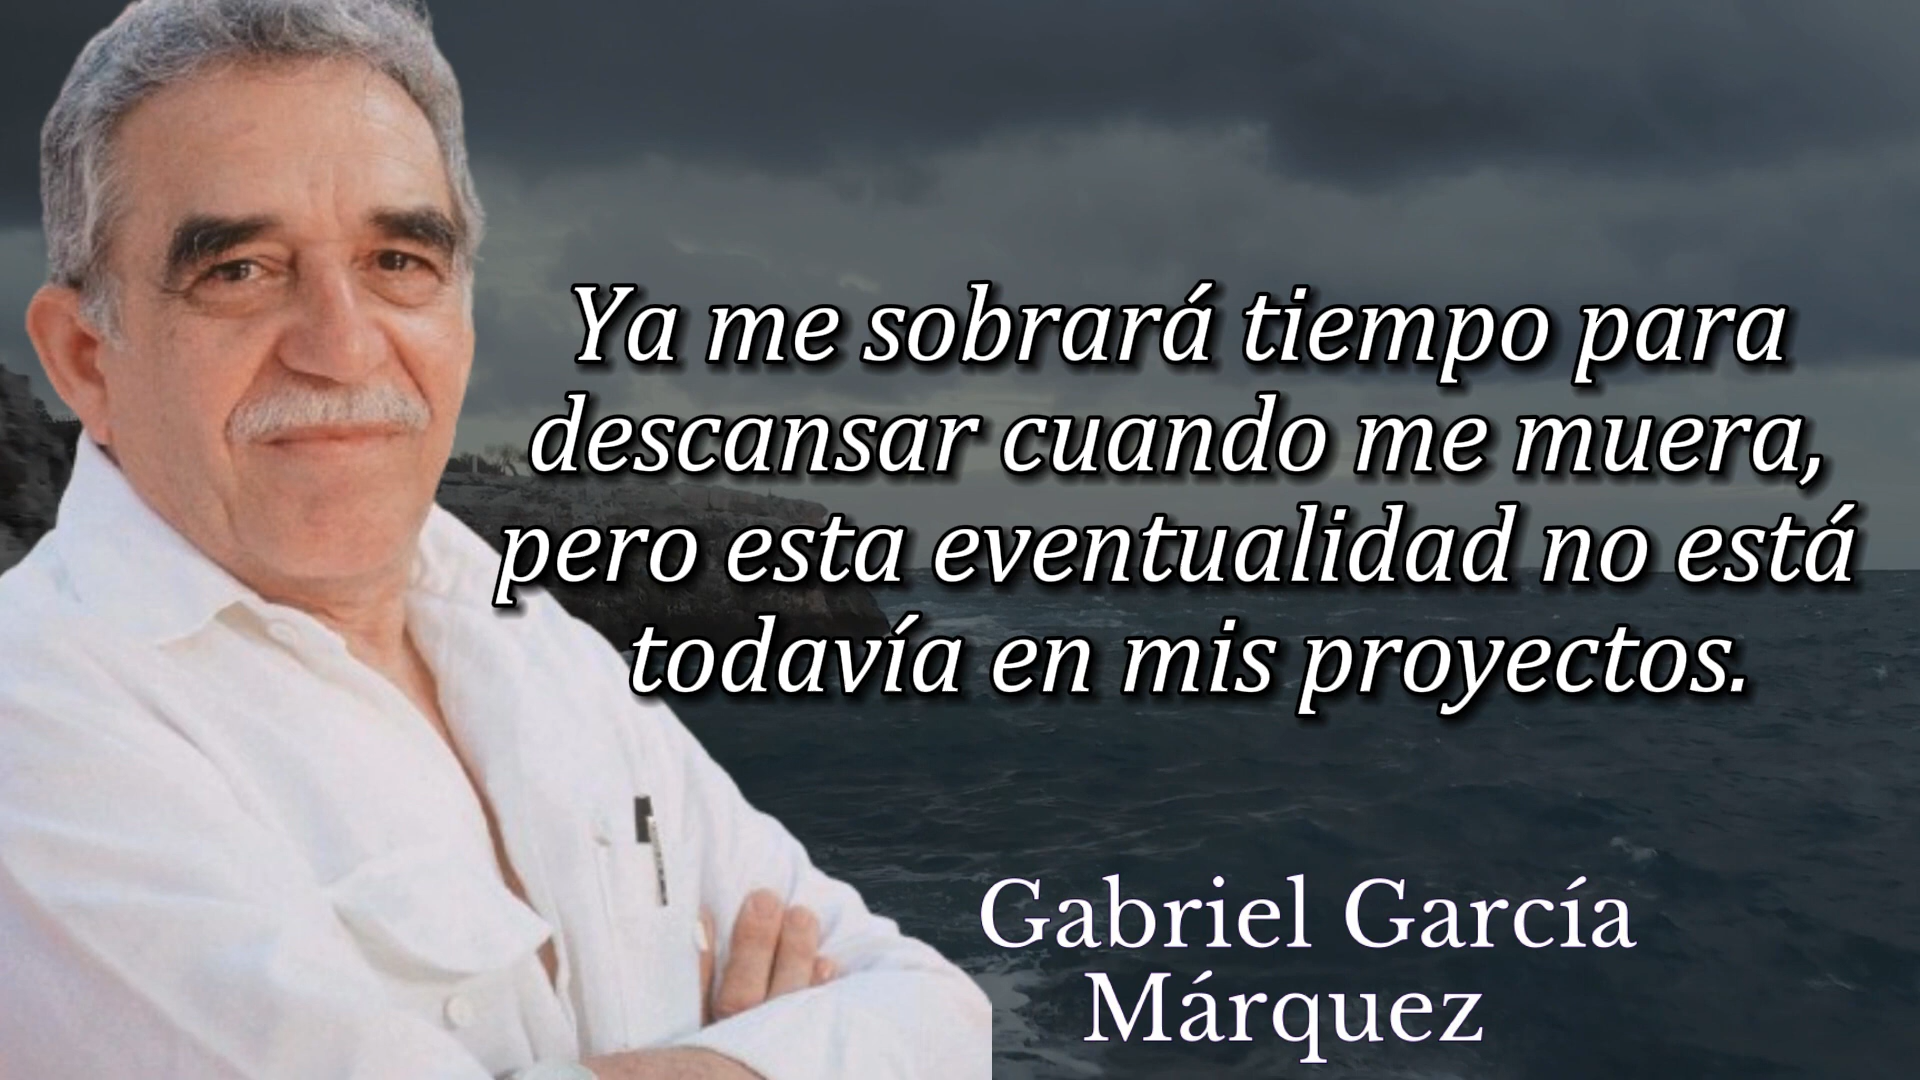 Ya me sobrará tiempo para
descansar cuando me muera,
pero esta eventualidad no está
todavía en mis proyectos.
Gabriel García
Márquez